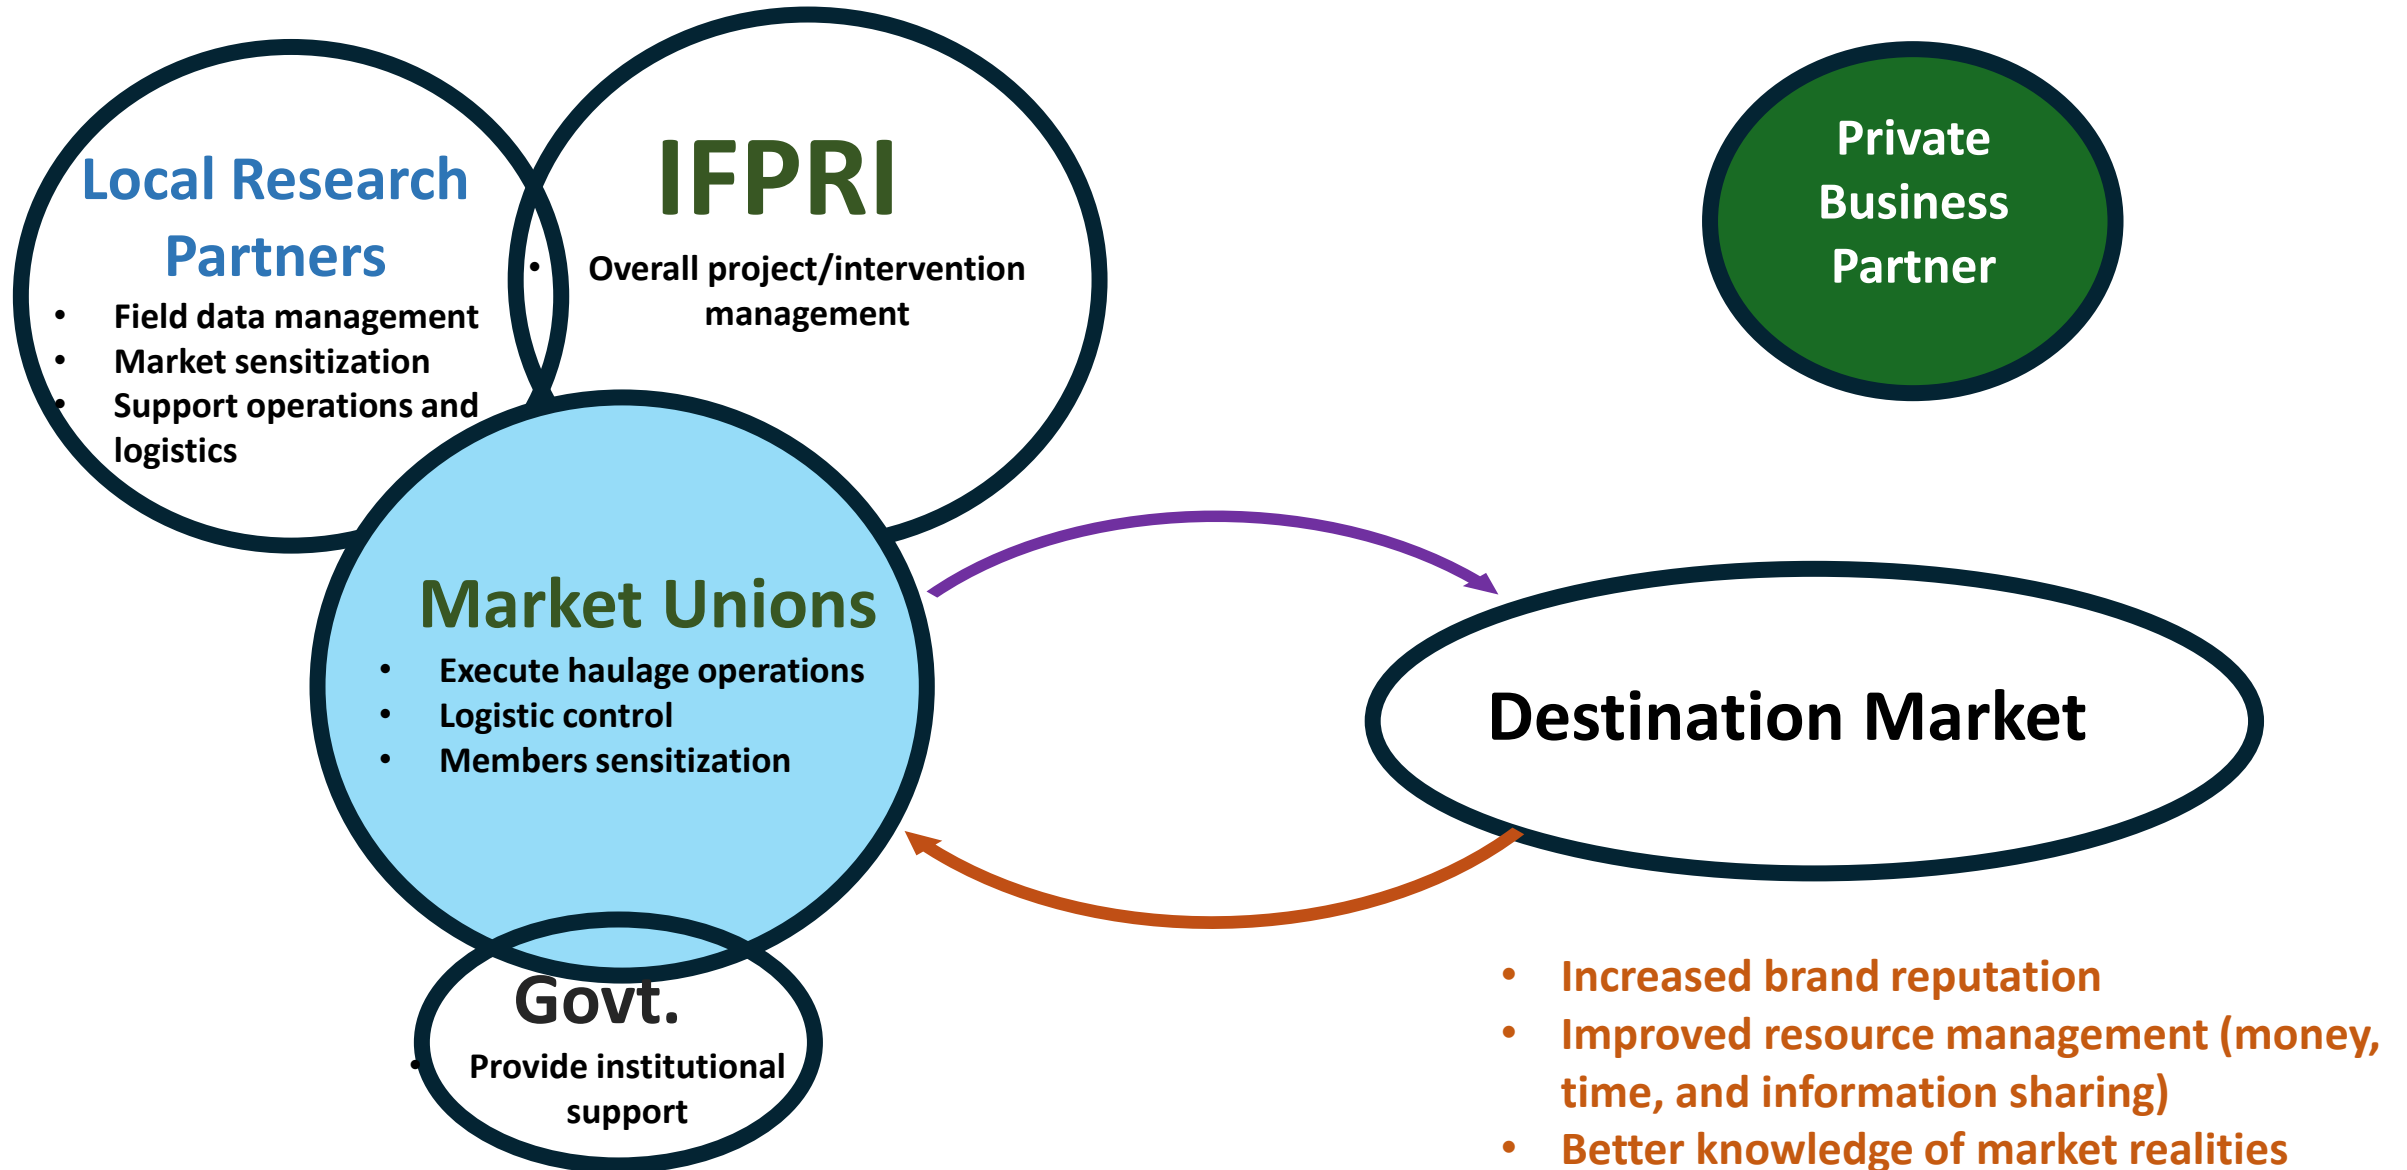 Local Research
Partners
• Field data management
• Market sensitization
• Support operations and
logistics
IFPRI
• Overall project/intervention
management
Private
Business
Partner
Market Unions
• Execute haulage operations
• Logistic control
• Members sensitization
Destination Market
Govt.
• Provide institutional
support
• Increased brand reputation
• Improved resource management (money,
time, and information sharing)
• Better knowledge of market realities